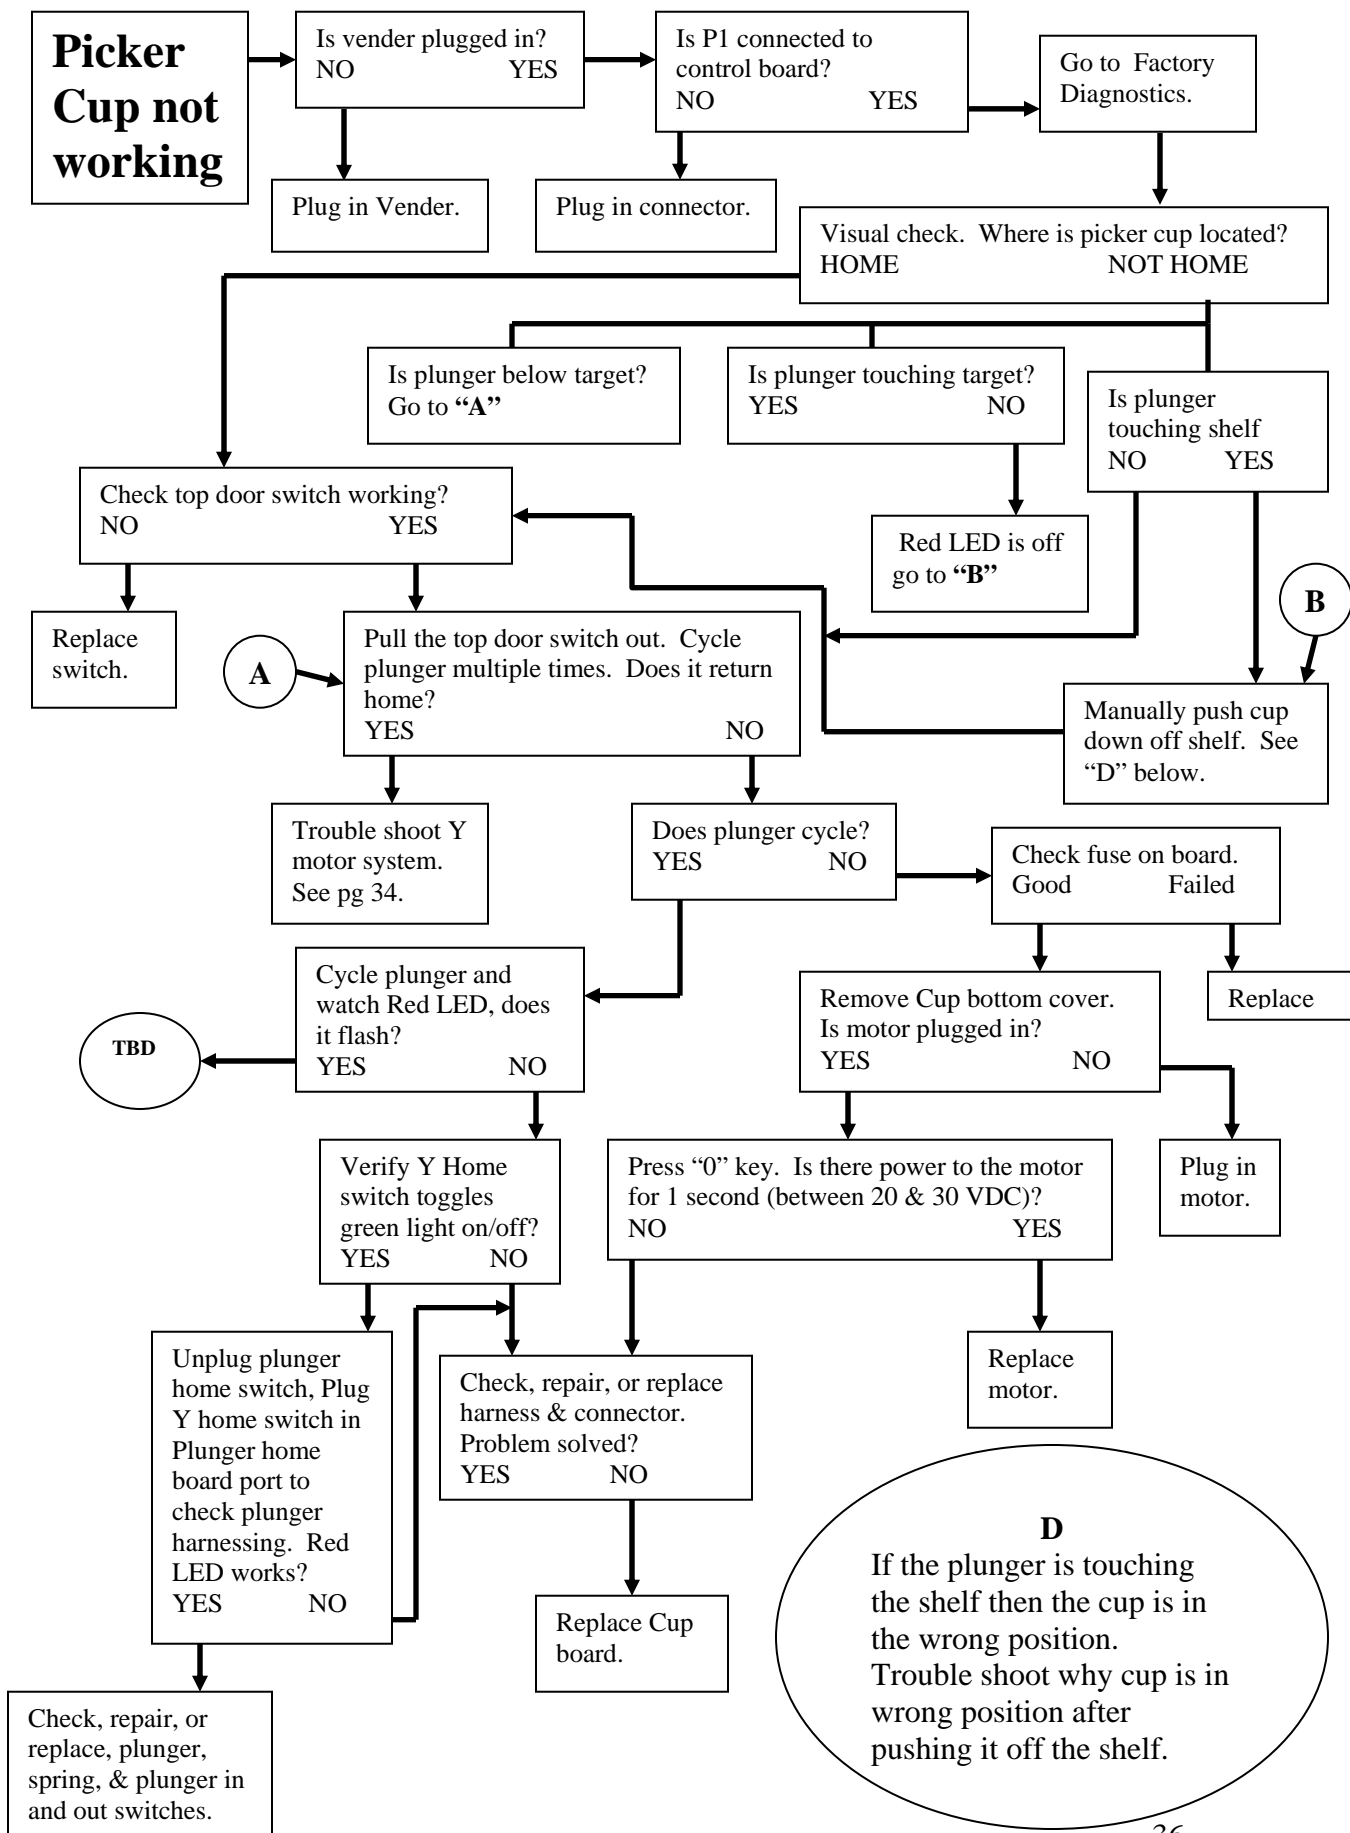 Picker
Cup not
working
Is vender plugged in?
NO YES
Is P1 connected to
control board?
NO YES
Go to Factory
Diagnostics.
Plug in Vender.
Plug in connector.
Visual check. Where is picker cup located?
HOME NOT HOME
Is plunger below target?
Go to “A”
Is plunger touching target?
YES NO
Is plunger
touching shelf
NO YES
Check top door switch working?
NO YES
Red LED is off
go to “B”
B
Replace
switch.
A
Pull the top door switch out. Cycle
plunger multiple times. Does it return
home?
YES NO
Manually push cup
down off shelf. See
“D” below.
Trouble shoot Y
motor system.
See pg 34.
Does plunger cycle?
YES NO
Check fuse on board.
Good Failed
Cycle plunger and
watch Red LED, does
it flash?
YES NO
TBD
Remove Cup bottom cover.
Is motor plugged in?
YES NO
Replace
Verify Y Home
switch toggles
green light on/off?
YES NO
Press “0” key. Is there power to the motor
for 1 second (between 20 & 30 VDC)?
NO YES
Plug in
motor.
Unplug plunger
home switch, Plug
Y home switch in
Plunger home
board port to
check plunger
harnessing. Red
LED works?
YES NO
Check, repair, or replace
harness & connector.
Problem solved?
YES NO
Replace
motor.
Replace Cup
board.
D
If the plunger is touching
the shelf then the cup is in
the wrong position.
Trouble shoot why cup is in
wrong position after
pushing it off the shelf.
Check, repair, or
replace, plunger,
spring, & plunger in
and out switches.
36